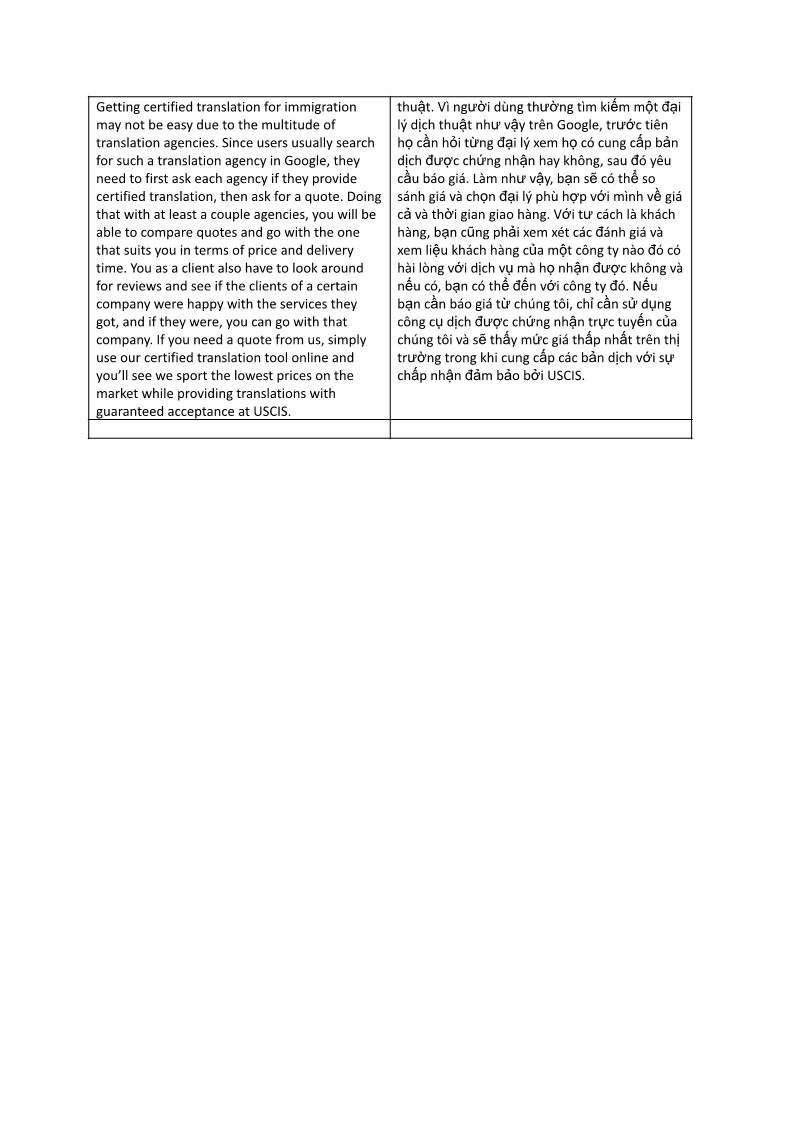 Getting certified translation for immigration
may not be easy due to the multitude of
translation agencies. Since users usually search
for such a translation agency in Google, they
need to first ask each agency if they provide
certified translation, then ask for a quote. Doing
that with at least a couple agencies, you will be
able to compare quotes and go with the one
that suits you in terms of price and delivery
time. You as a client also have to look around
for reviews and see if the clients of a certain
company were happy with the services they
got, and if they were, you can go with that
company. If you need a quote from us, simply
use our certified translation tool online and
you’ll see we sport the lowest prices on the
market while providing translations with
guaranteed acceptance at USCIS.
thuật. Vì người dùng thường tìm kiếm một đại
lý dịch thuật như vậy trên Google, trước tiên
họ cần hỏi từng đại lý xem họ có cung cấp bản
dịch được chứng nhận hay không, sau đó yêu
cầu báo giá. Làm như vậy, bạn sẽ có thể so
sánh giá và chọn đại lý phù hợp với mình về giá
cả và thời gian giao hàng. Với tư cách là khách
hàng, bạn cũng phải xem xét các đánh giá và
xem liệu khách hàng của một công ty nào đó có
hài lòng với dịch vụ mà họ nhận được không và
nếu có, bạn có thể đến với công ty đó. Nếu
bạn cần báo giá từ chúng tôi, chỉ cần sử dụng
công cụ dịch được chứng nhận trực tuyến của
chúng tôi và sẽ thấy mức giá thấp nhất trên thị
trường trong khi cung cấp các bản dịch với sự
chấp nhận đảm bảo bởi USCIS.